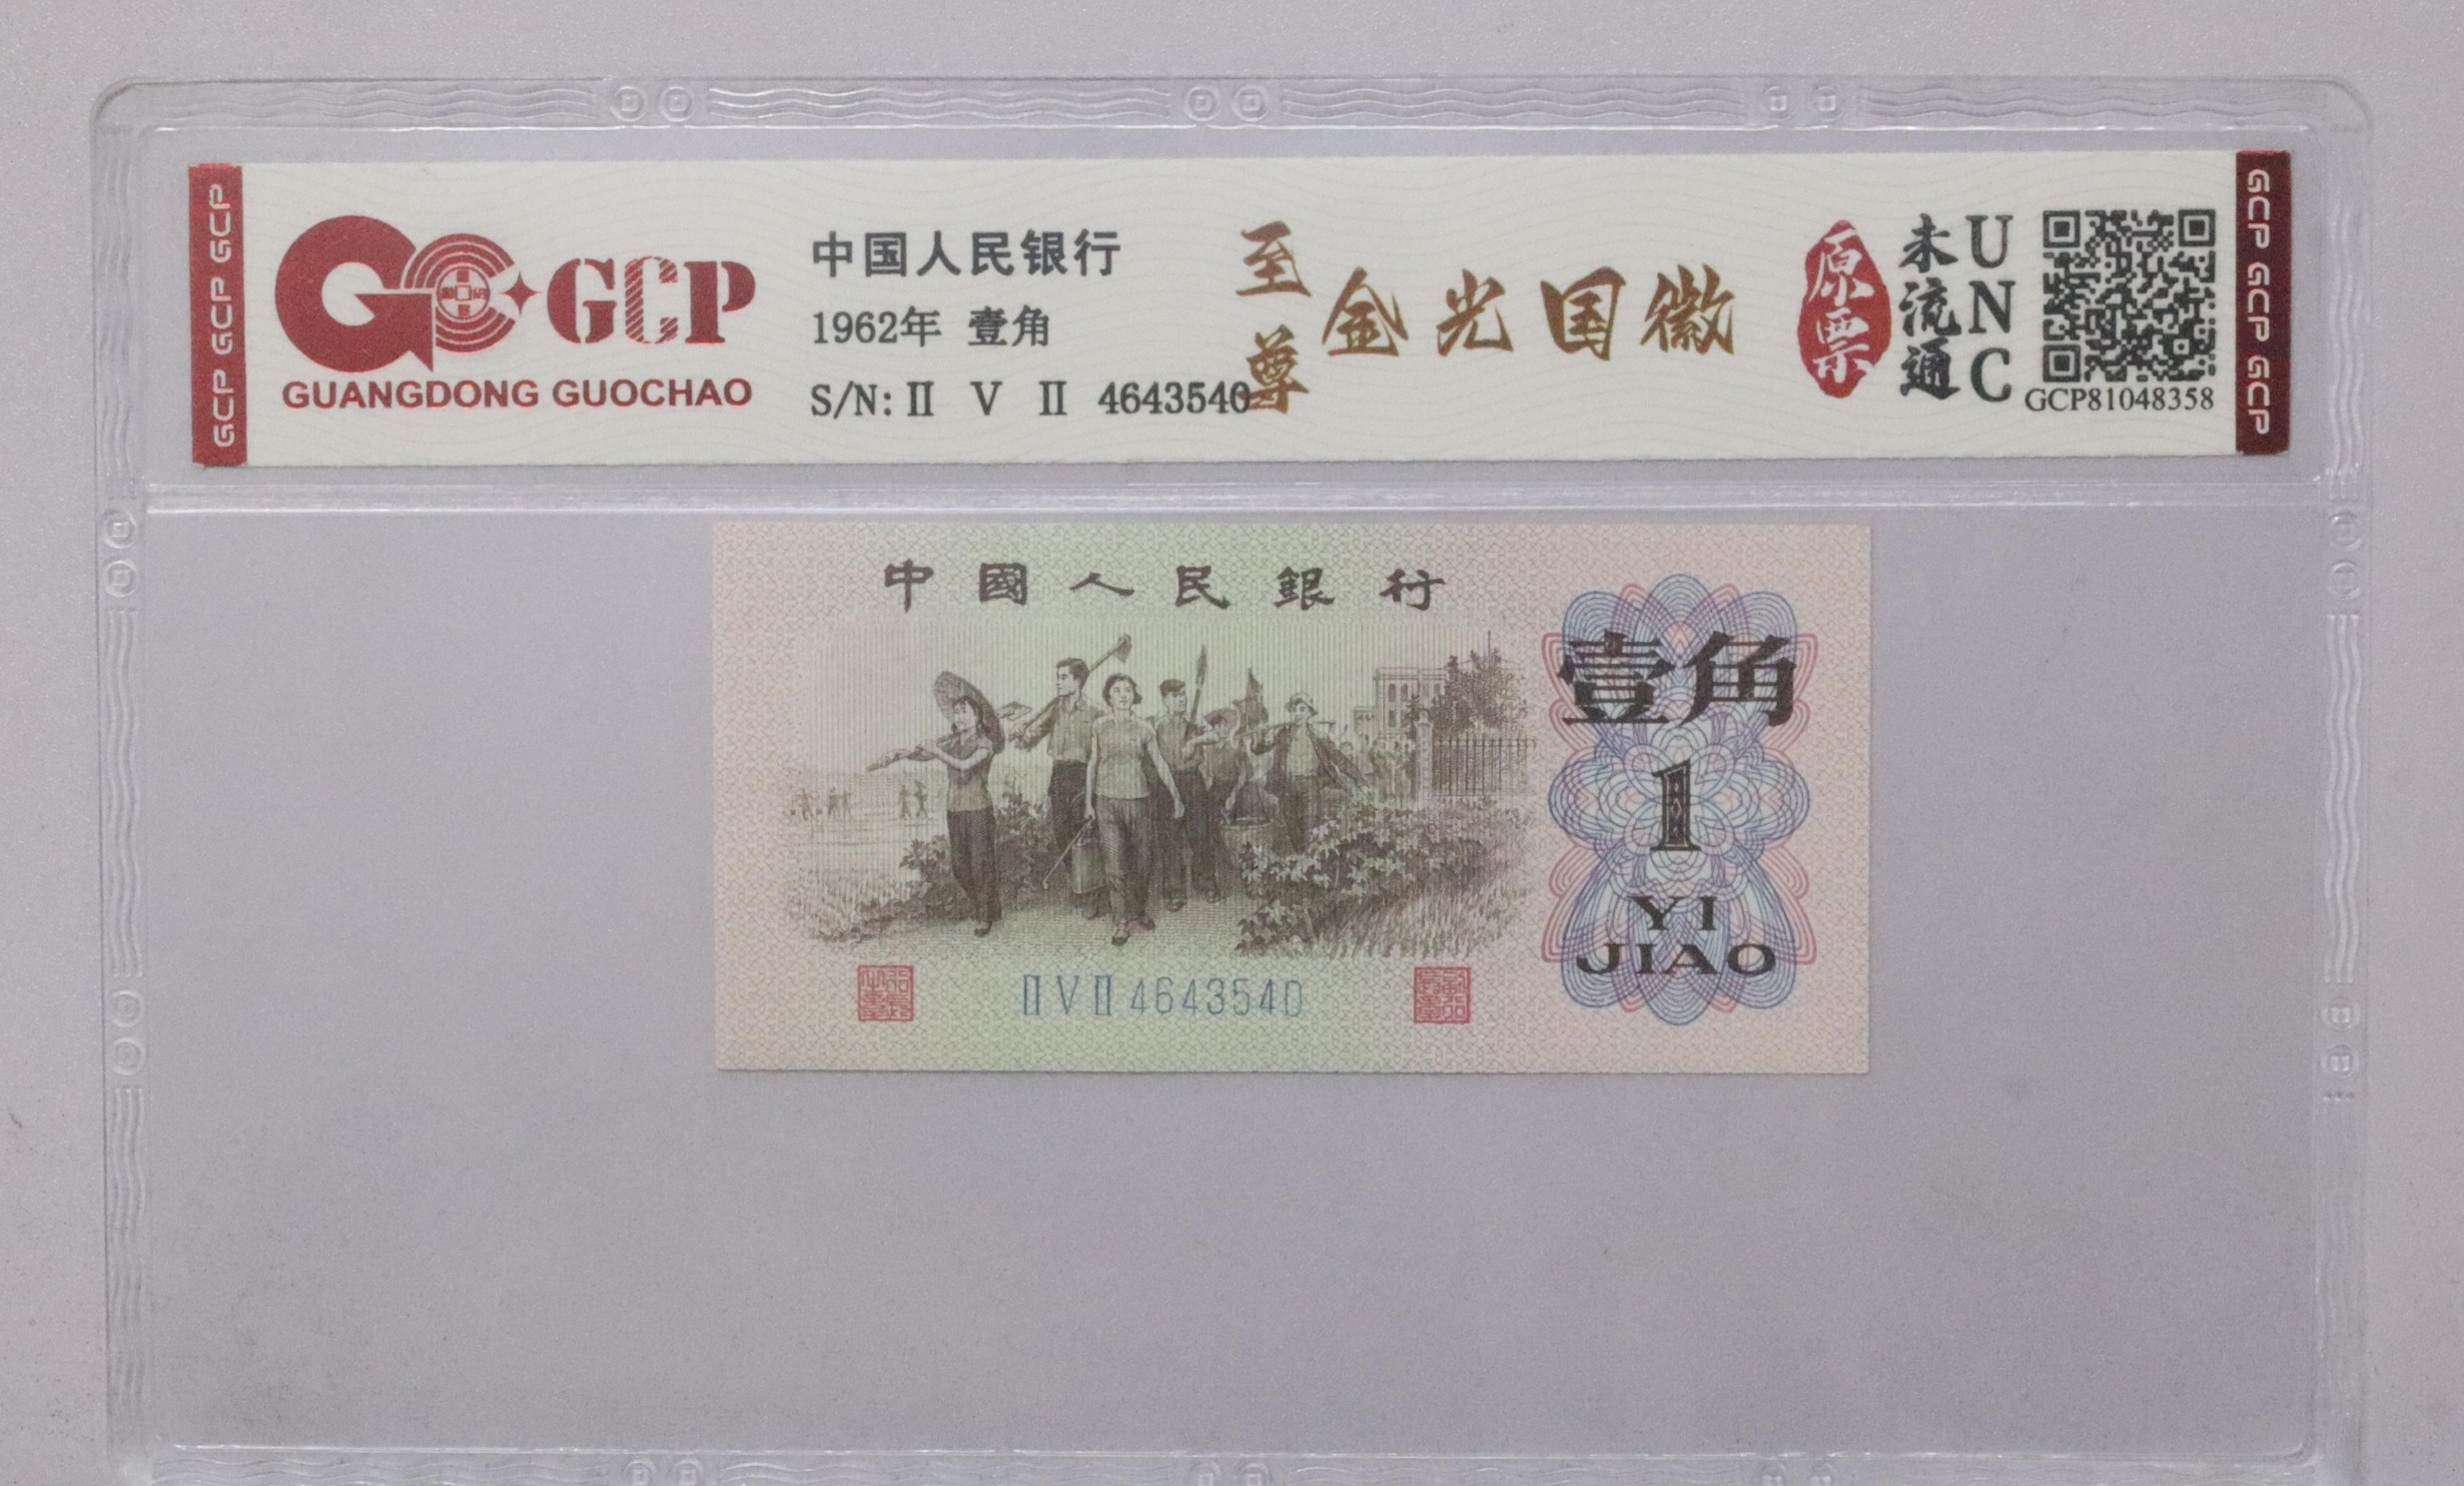 GCP GCP GCP
GCP
GUANGDONG GUOCHAO
中国人民银行
1962年 壹角
S/N: II V II 4643540
至尊
金光国徽
原票
未流通
UNC
GCP81048358
GCP GCP GCP
中國人民銀行
壹角
1
YI
JIAO
II V II 4643540